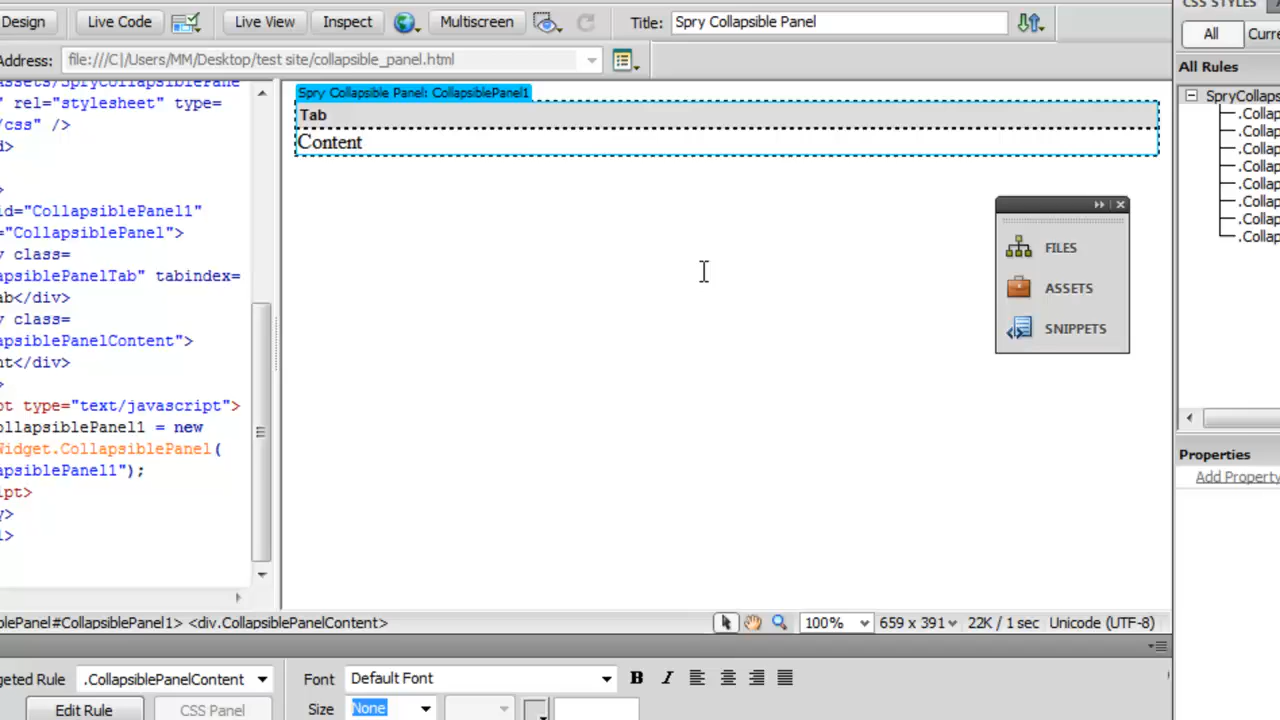 Design Live Code Live View Inspect Multiscreen Title: Spry Collapsible Panel
Address: file:///C|/Users/MM/Desktop/test site/collapsible_panel.html
CSS STYLES
All Curre
All Rules
SpryCollaps
.Collap
.Collap
.Collap
.Collap
.Collap
.Collap
.Collap
.Collap
Properties
Add Property
ssets/SpryCollapsiblePane
" rel="stylesheet" type=
/css" />
d>
>
id="CollapsiblePanel1"
="CollapsiblePanel">
v class=
apsiblePanelTab" tabindex=
ab</div>
v class=
apsiblePanelContent">
nt</div>
>
pt type="text/javascript">
ollapsiblePanel1 = new
Widget.CollapsiblePanel(
apsiblePanel1");
ipt>
y>
l>
Spry Collapsible Panel: CollapsiblePanel1
Tab
Content
FILES
ASSETS
SNIPPETS
blePanel#CollapsiblePanel1> <div.CollapsiblePanelContent> 100% 659 x 391 22K / 1 sec Unicode (UTF-8)
geted Rule .CollapsiblePanelContent Font Default Font B I
Edit Rule CSS Panel Size None